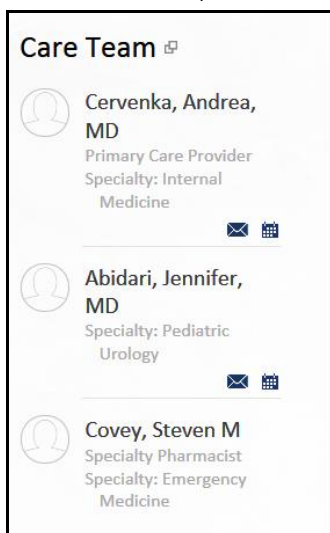 Care Team
Cervenka, Andrea,
MD
Primary Care Provider
Specialty: Internal
Medicine
Abidari, Jennifer,
MD
Specialty: Pediatric
Urology
Covey, Steven M
Specialty Pharmacist
Specialty: Emergency
Medicine